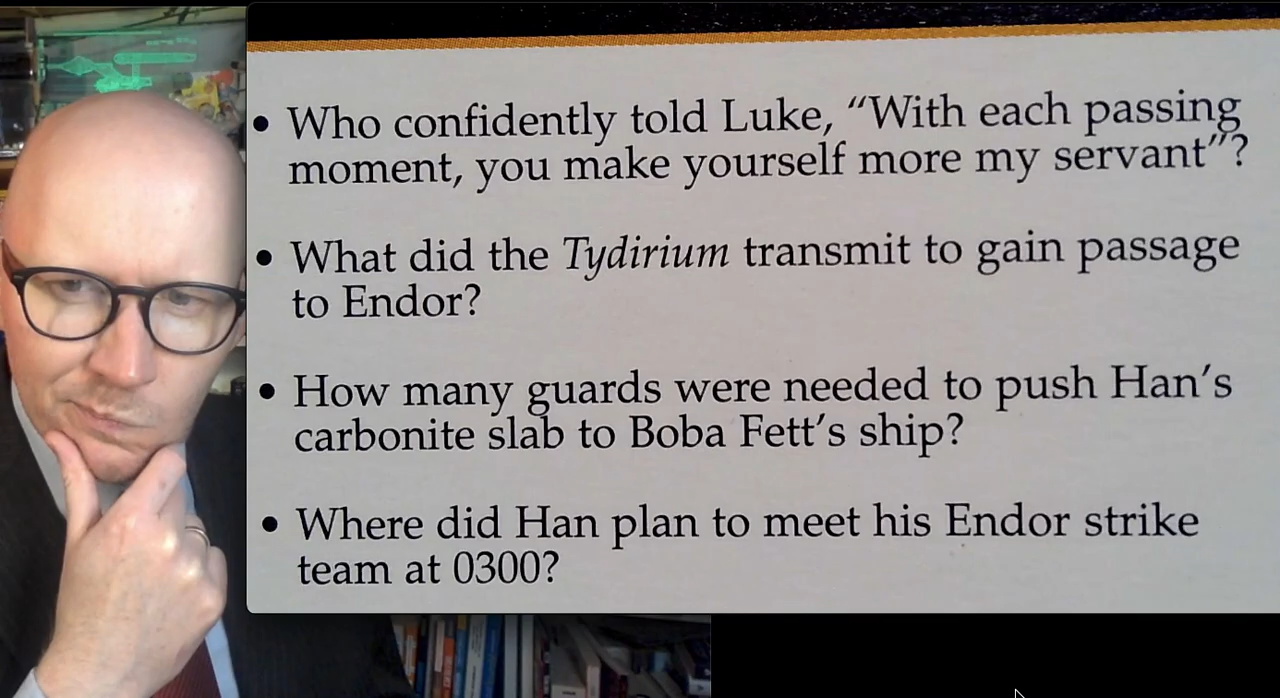 • Who confidently told Luke, “With each passing
moment, you make yourself more my servant”?
• What did the Tydirium transmit to gain passage
to Endor?
• How many guards were needed to push Han’s
carbonite slab to Boba Fett’s ship?
• Where did Han plan to meet his Endor strike
team at 0300?